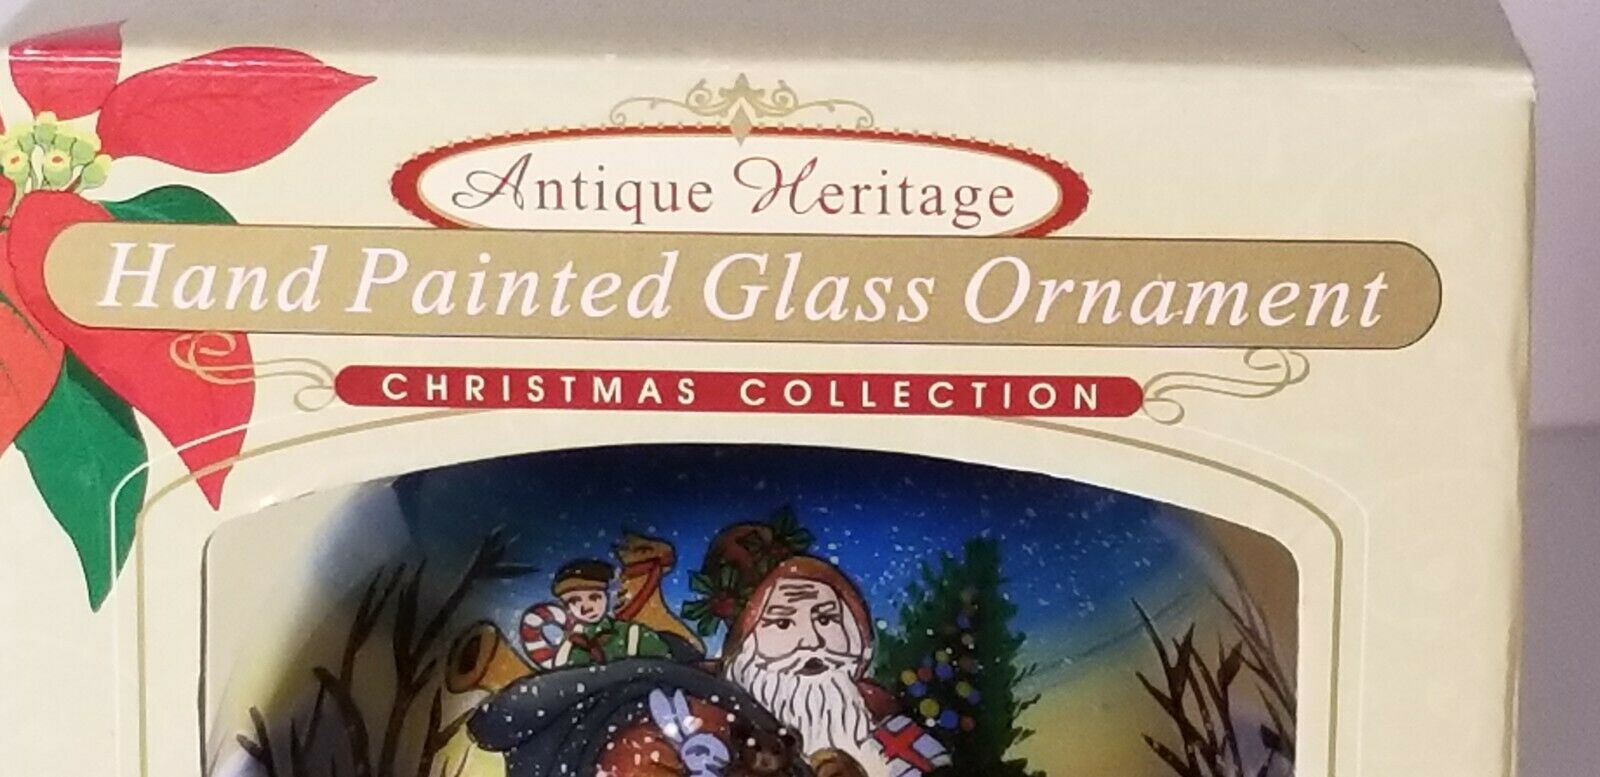 Antique Heritage
Hand Painted Glass Ornament
CHRISTMAS COLLECTION